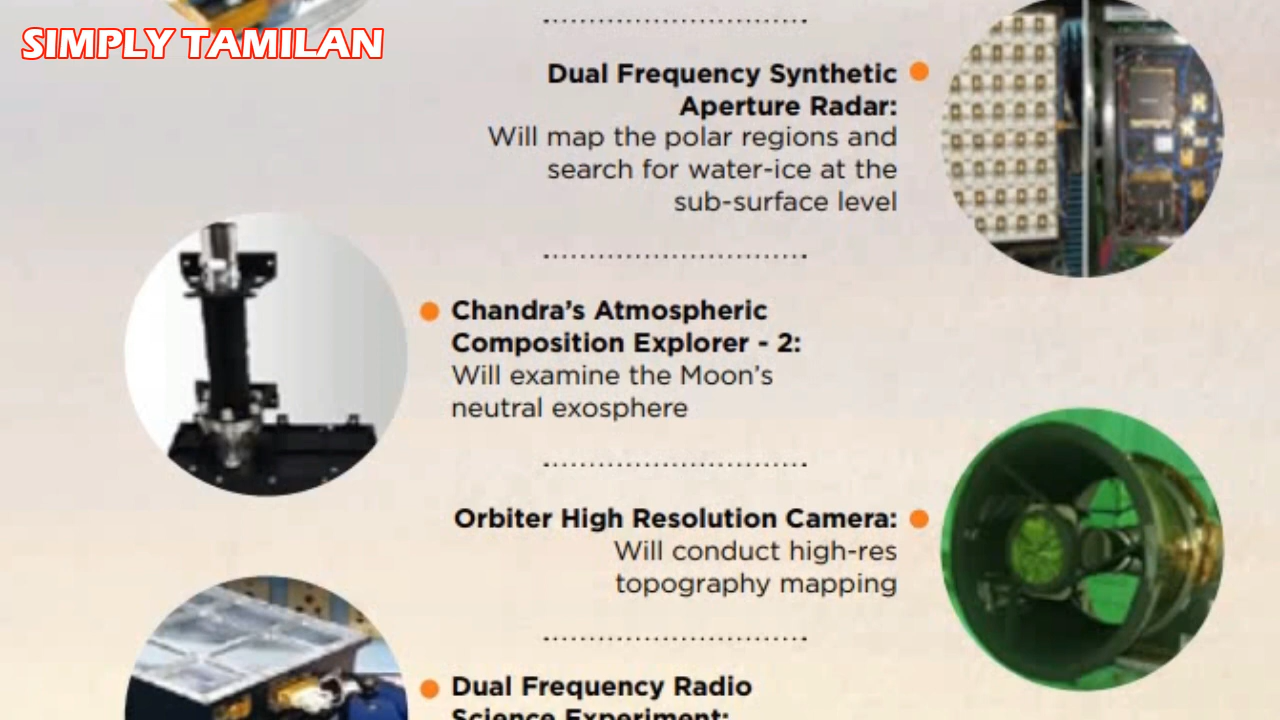 SIMPLY TAMILAN
Dual Frequency Synthetic
Aperture Radar:
Will map the polar regions and
search for water-ice at the
sub-surface level
Chandra’s Atmospheric
Composition Explorer - 2:
Will examine the Moon’s
neutral exosphere
Orbiter High Resolution Camera:
Will conduct high-res
topography mapping
Dual Frequency Radio
Science Experiment: